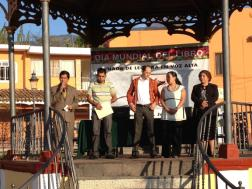 DÍA MUNDIAL DEL LIBRO
DE LECTURA EN VOZ ALTA